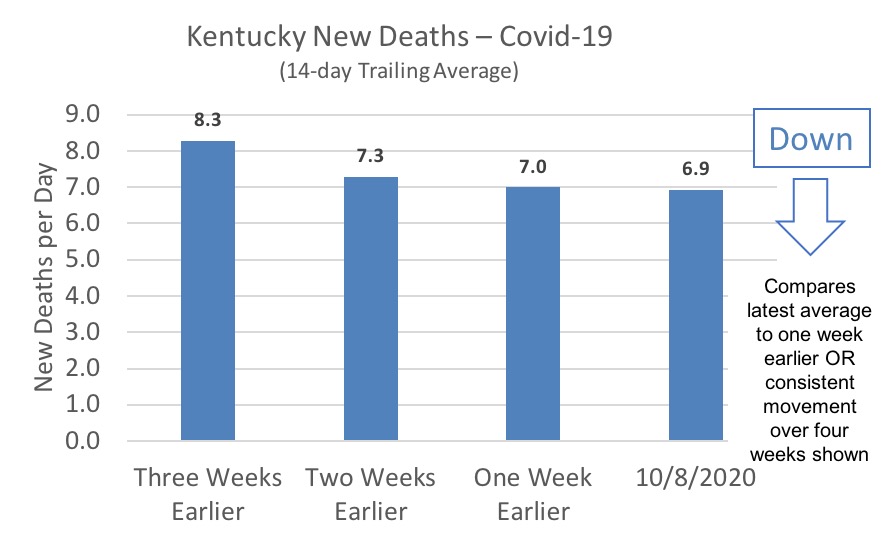 Kentucky New Deaths – Covid-19
(14-day Trailing Average)
New Deaths per Day
9.0
8.0
7.0
6.0
5.0
4.0
3.0
2.0
1.0
0.0
8.3
7.3
7.0
6.9
Three Weeks
Earlier
Two Weeks
Earlier
One Week
Earlier
10/8/2020
Down
Compares
latest average
to one week
earlier OR
consistent
movement
over four
weeks shown